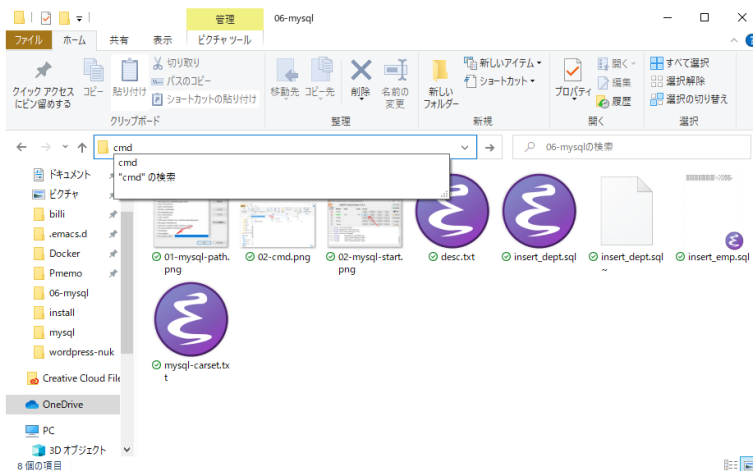 管理
06-mysql
ファイル
ホーム
共有
表示
ピクチャ ツール
クイック アクセス
にピン留めする
コピー
貼り付け
切り取り
パスのコピー
ショートカットの貼り付け
クリップボード
移動先
コピー先
削除
名前の
変更
整理
新しい
フォルダー
新しいアイテム
ショートカット
新規
プロパティ
開く
編集
履歴
開く
すべて選択
選択解除
選択の切り替え
選択
cmd
06-mysqlの検索
cmd
"cmd" の検索
ドキュメント
ピクチャ
billi
.emacs.d
Docker
Pmemo
06-mysql
install
mysql
wordpress-nuk
Creative Cloud File
OneDrive
PC
3D オブジェクト
01-mysql-path.
png
02-cmd.png
02-mysql-start.
png
desc.txt
insert_dept.sql
insert_dept.sql
~
insert_emp.sql
mysql-carset.tx
t
8 個の項目